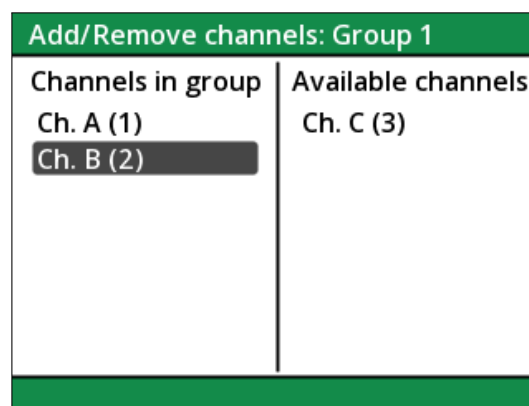 Add/Remove channels: Group 1
Channels in group
Ch. A (1)
Ch. B (2)
Available channels
Ch. C (3)